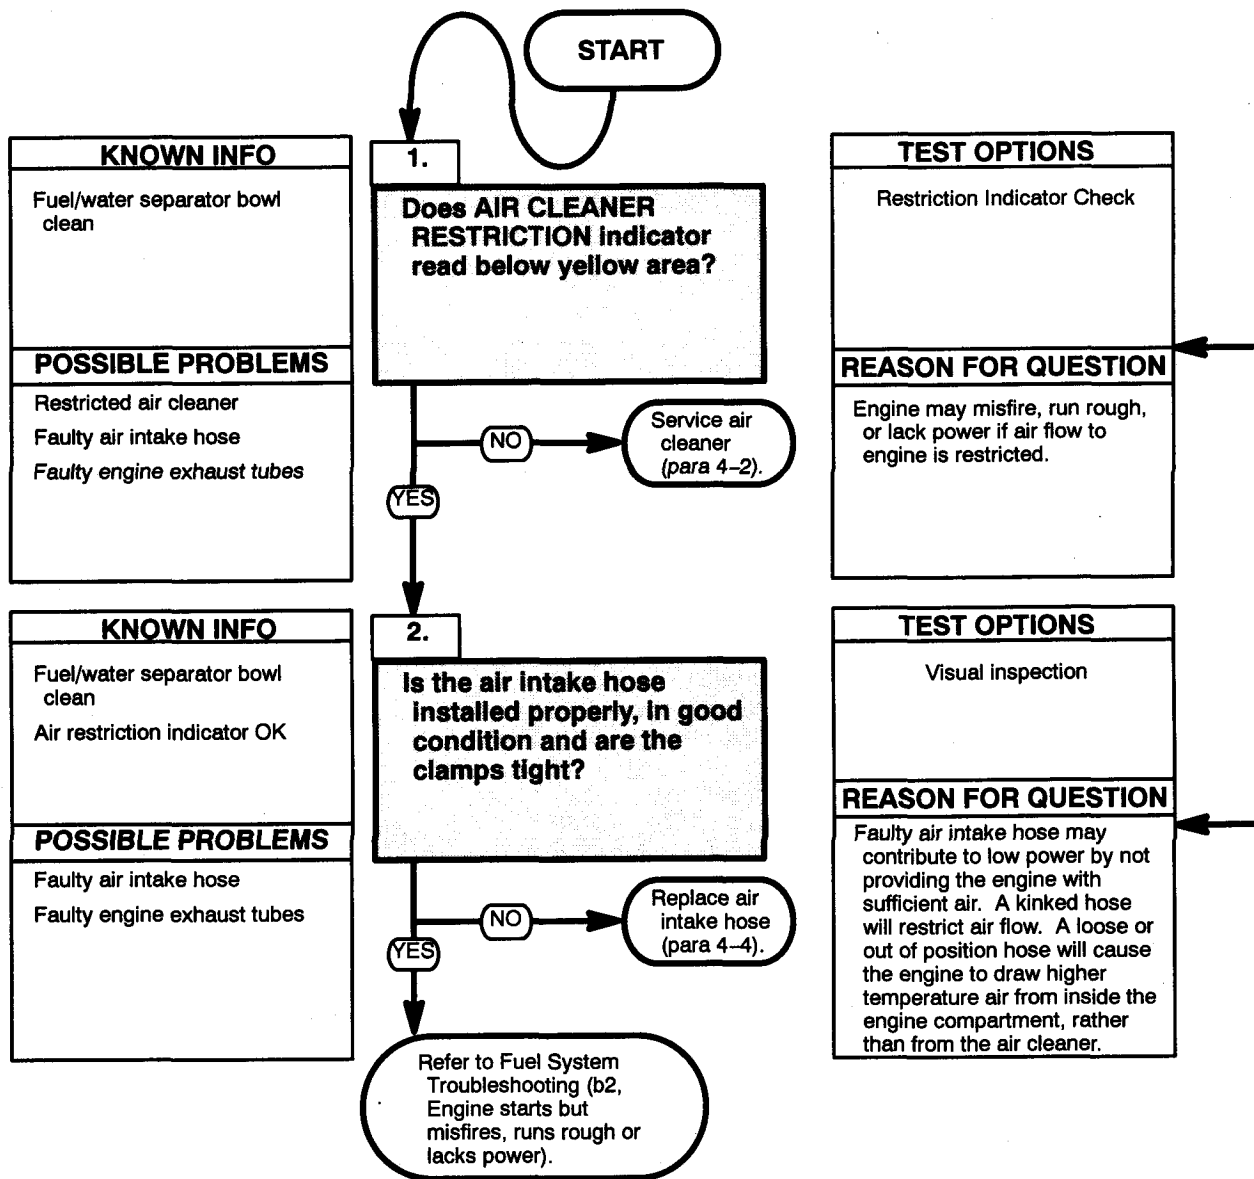 START
KNOWN INFO
Fuel/water separator bowl
clean
POSSIBLE PROBLEMS
Restricted air cleaner
Faulty air intake hose
Faulty engine exhaust tubes
1.
Does AIR CLEANER
RESTRICTION indicator
read below yellow area?
NO
Service air
cleaner
(para 4–2).
YES
TEST OPTIONS
Restriction Indicator Check
REASON FOR QUESTION
Engine may misfire, run rough,
or lack power if air flow to
engine is restricted.
KNOWN INFO
Fuel/water separator bowl
clean
Air restriction indicator OK
POSSIBLE PROBLEMS
Faulty air intake hose
Faulty engine exhaust tubes
2.
Is the air intake hose
installed properly, in good
condition and are the
clamps tight?
NO
Replace air
intake hose
(para 4–4).
YES
Refer to Fuel System
Troubleshooting (b2,
Engine starts but
misfires, runs rough or
lacks power).
TEST OPTIONS
Visual inspection
REASON FOR QUESTION
Faulty air intake hose may
contribute to low power by not
providing the engine with
sufficient air. A kinked hose
will restrict air flow. A loose or
out of position hose will cause
the engine to draw higher
temperature air from inside the
engine compartment, rather
than from the air cleaner.